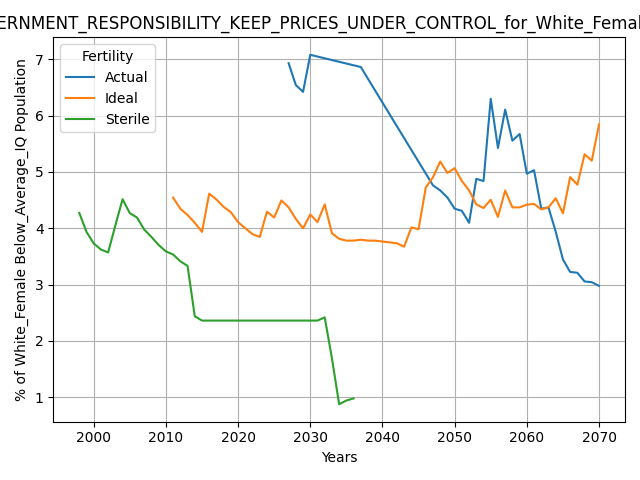 ERNMENT_RESPONSIBILITY_KEEP_PRICES_UNDER_CONTROL_for_White_Femal
Fertility
Actual
Ideal
Sterile
% of White_Female Below_Average_IQ Population
7
6
5
4
3
2
1
2000 2010 2020 2030 2040 2050 2060 2070
Years